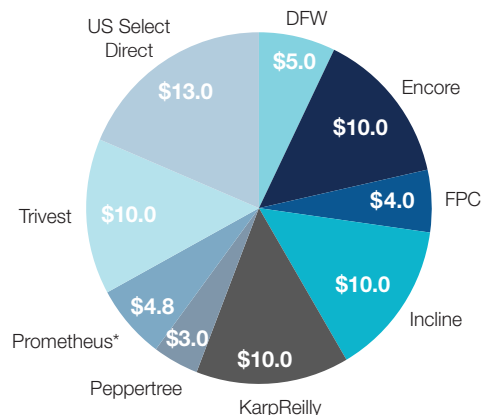 DFW
$5.0
Encore
$10.0
FPC
$4.0
Incline
$10.0
KarpReilly
$10.0
Peppertree
$3.0
Prometheus*
$4.8
Trivest
$10.0
US Select
Direct
$13.0